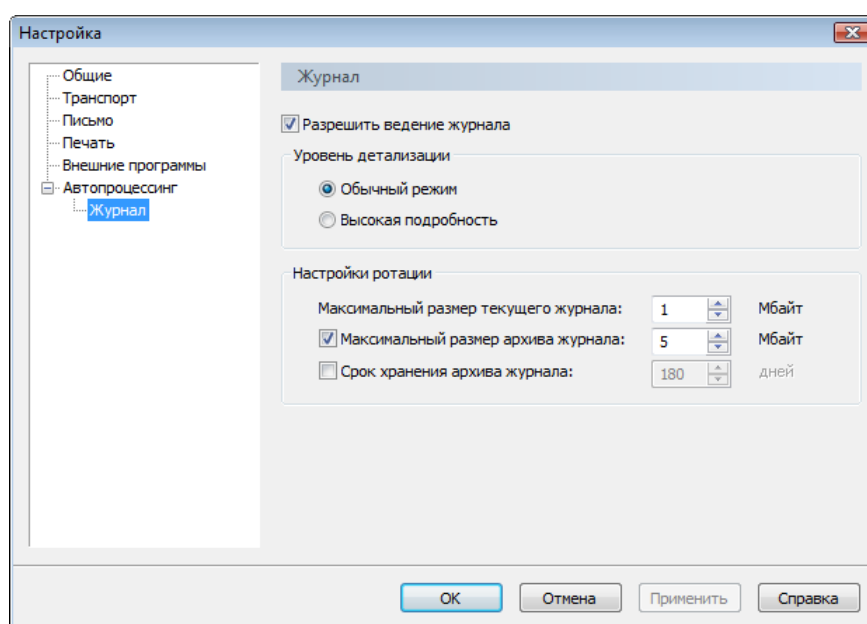 Настройка
Общие
Транспорт
Письмо
Печать
Внешние программы
Автопроцессинг
Журнал
Журнал
Разрешить ведение журнала
Уровень детализации
Обычный режим
Высокая подробность
Настройки ротации
Максимальный размер текущего журнала: 1 Мбайт
Максимальный размер архива журнала: 5 Мбайт
Срок хранения архива журнала: 180 дней
OK Отмена Применить Справка